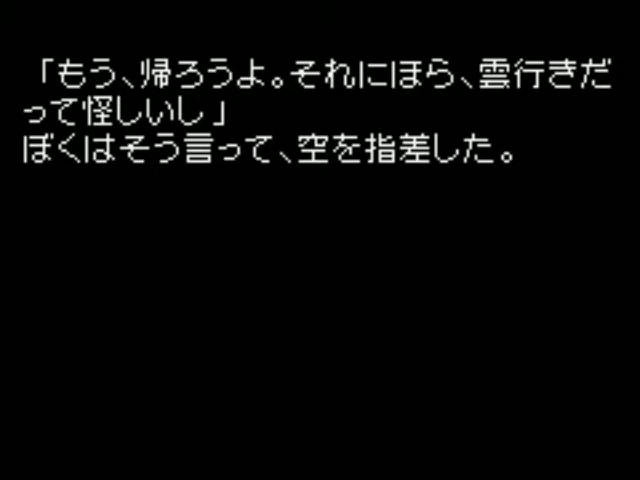 「もう、帰ろうよ。それにほら、雲行きだ
って怪しいし」
ぼくはそう言って、空を指差した。